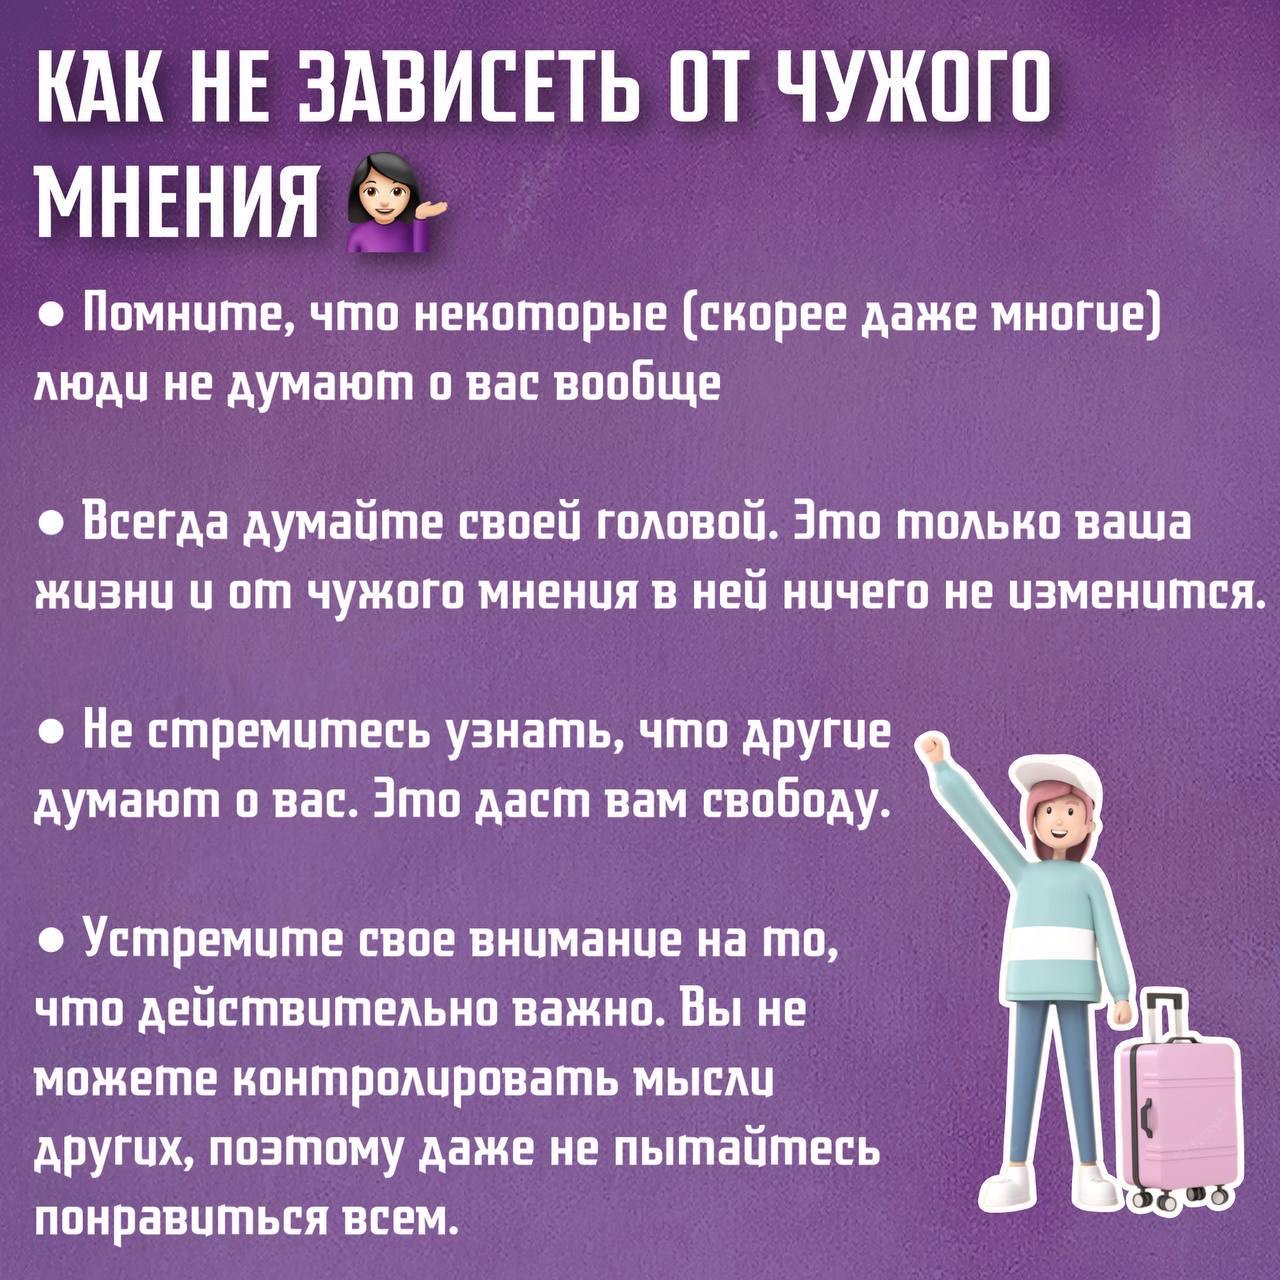 КАК НЕ ЗАВИСЕТЬ ОТ ЧУЖОГО
МНЕНИЯ 💁🏻‍♀️
● Помните, что некоторые (скорее даже многие)
люди не думают о вас вообще
● Всегда думайте своей головой. Это только ваша
жизни и от чужого мнения в ней ничего не изменится.
● Не стремитесь узнать, что другие
думают о вас. Это даст вам свободу.
● Устремите свое внимание на то,
что действительно важно. Вы не
можете контролировать мысли
других, поэтому даже не пытайтесь
понравиться всем.